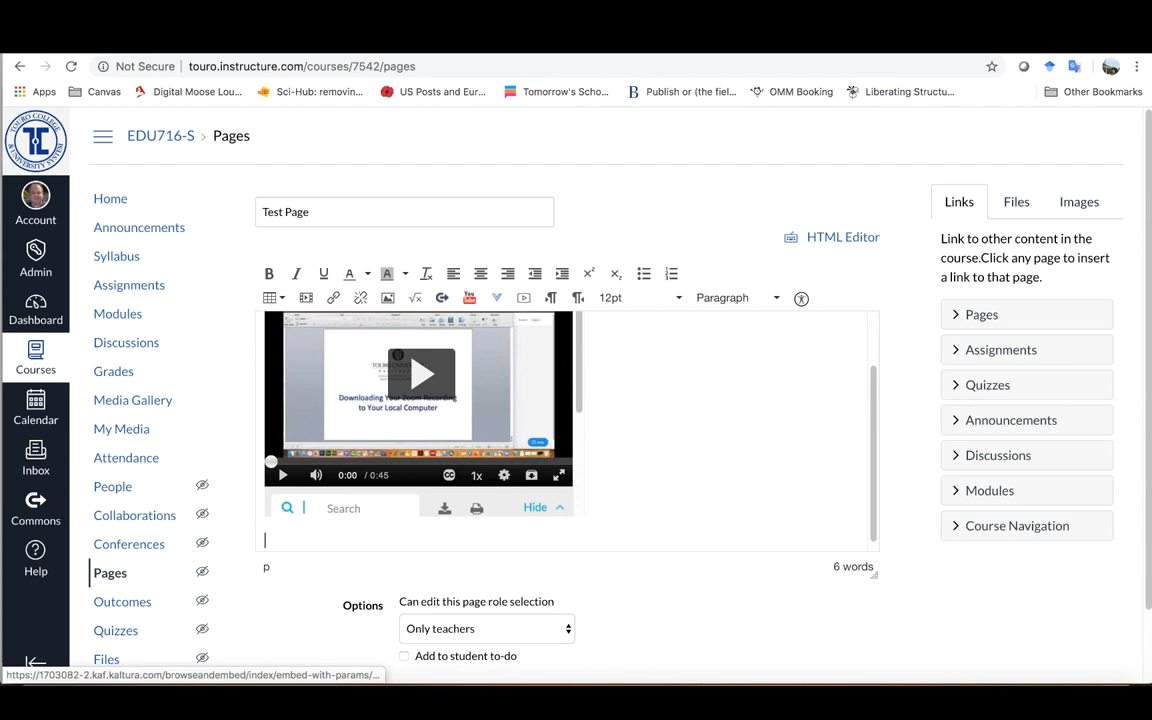 Not Secure | touro.instructure.com/courses/7542/pages
Apps Canvas Digital Moose Lou... Sci-Hub: removin... US Posts and Eur... Tomorrow's Scho... Publish or (the fiel... OMM Booking Liberating Structu... Other Bookmarks
EDU716-S › Pages
Account
Admin
Dashboard
Courses
Calendar
Inbox
Commons
Help
Home
Announcements
Syllabus
Assignments
Modules
Discussions
Grades
Media Gallery
My Media
Attendance
People
Collaborations
Conferences
Pages
Outcomes
Quizzes
Files
Test Page
HTML Editor
12pt Paragraph
Downloading Your Zoom Recording
to Your Local Computer
0:00 / 0:45 CC 1x
Search Hide
p 6 words
Options Can edit this page role selection
Only teachers
Add to student to-do
Links Files Images
Link to other content in the
course.Click any page to insert
a link to that page.
Pages
Assignments
Quizzes
Announcements
Discussions
Modules
Course Navigation
https://1703082-2.kaf.kaltura.com/browseandembed/index/embed-with-params/...